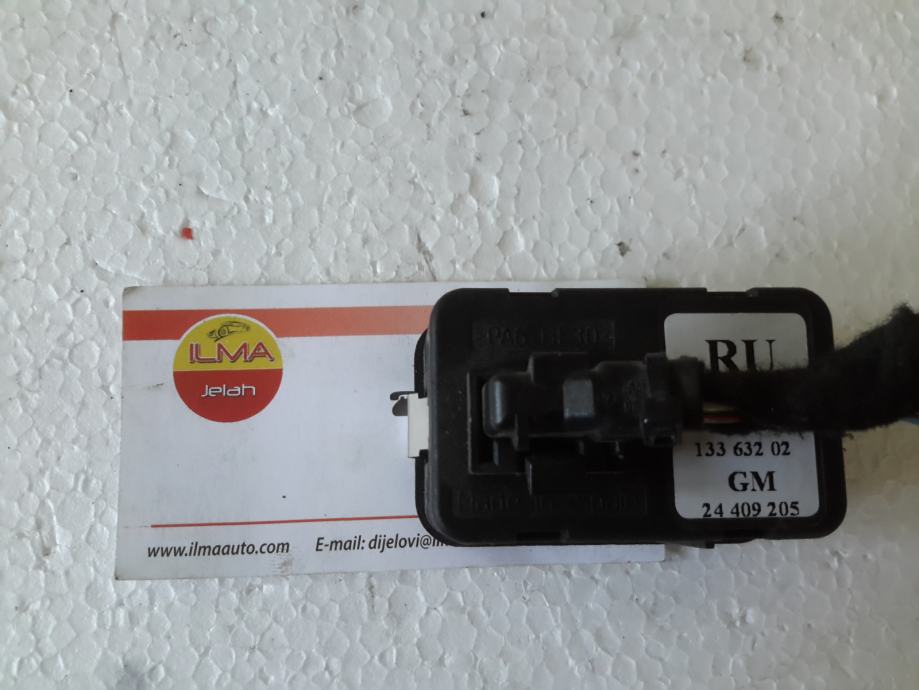 ILMA
Jelah
www.ilmaauto.com
E-mail: dijelovi@
RU
133 632 02
GM
24 409 205